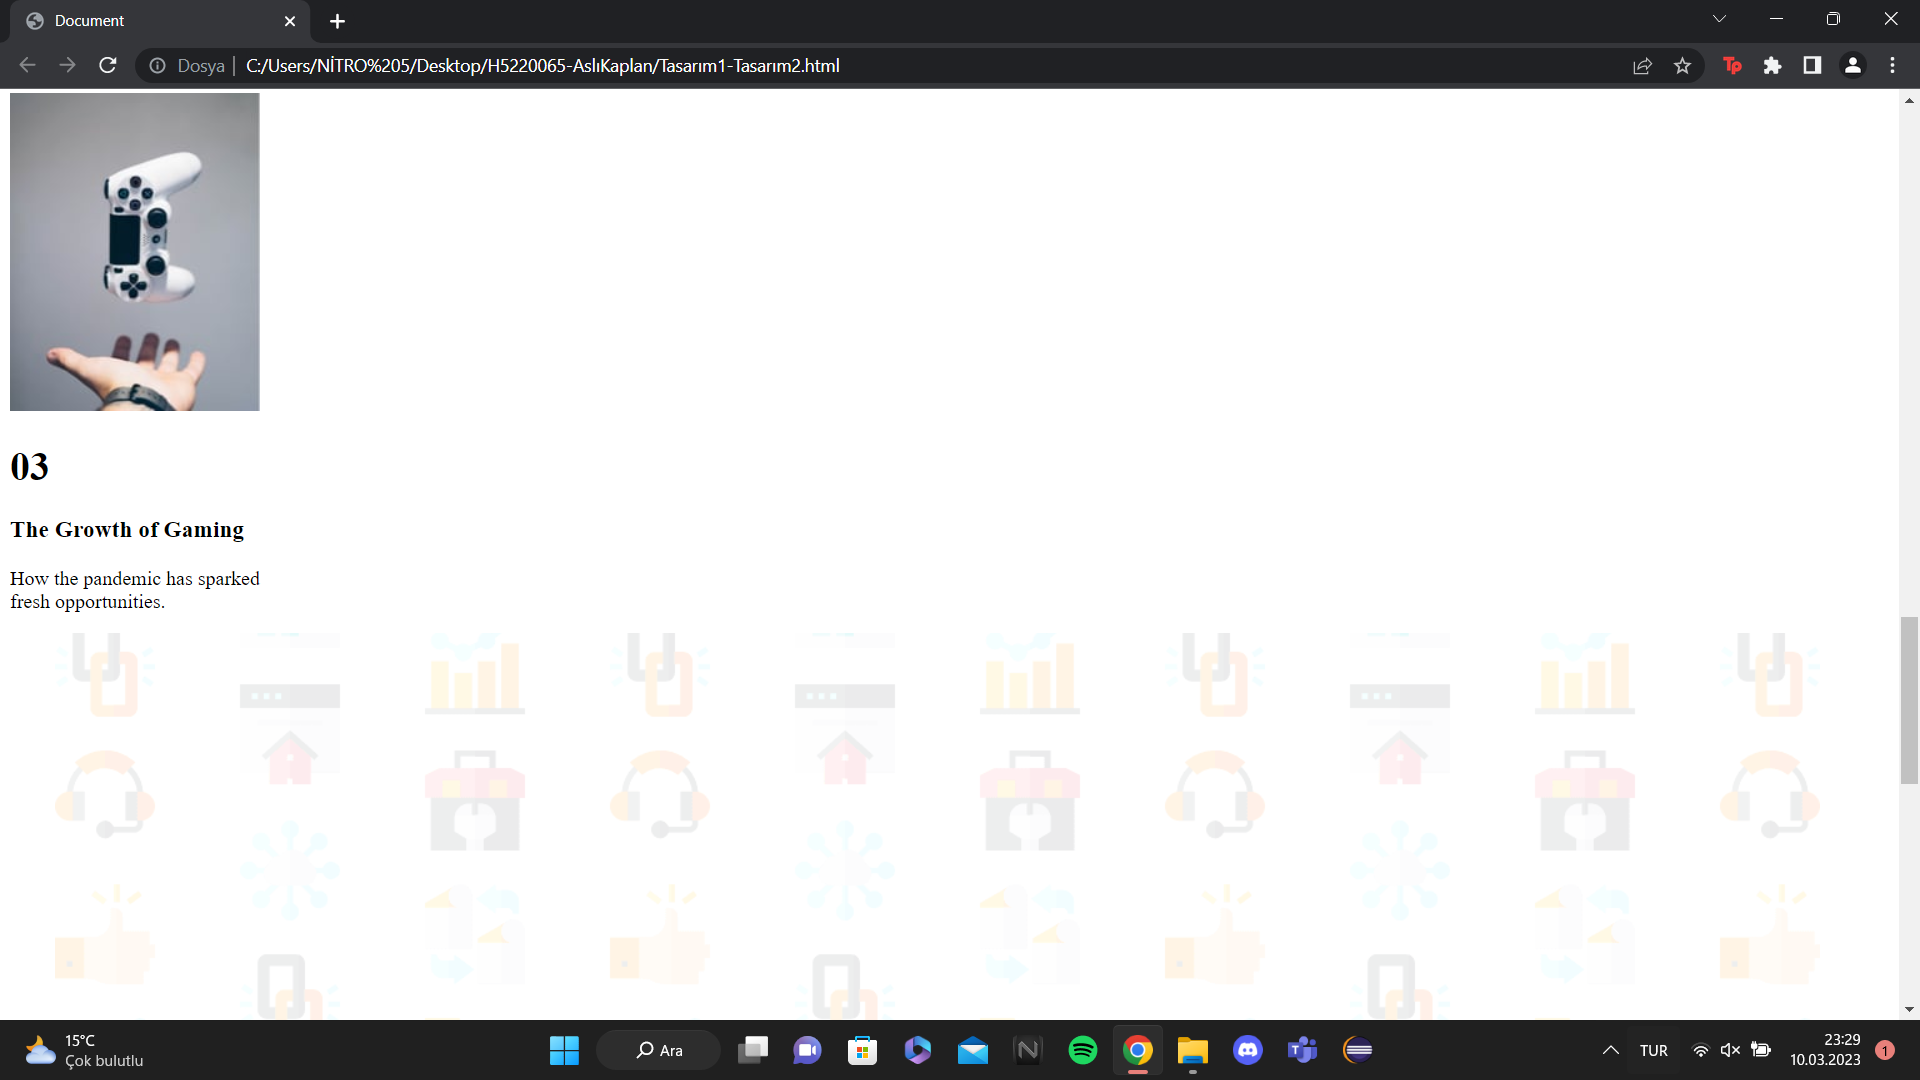 Document
Dosya | C:/Users/NİTRO%205/Desktop/H5220065-AslıKaplan/Tasarım1-Tasarım2.html
Tp
03
The Growth of Gaming
How the pandemic has sparked
fresh opportunities.
15°C
Çok bulutlu
Ara
N
T
TUR
23:29
10.03.2023
1